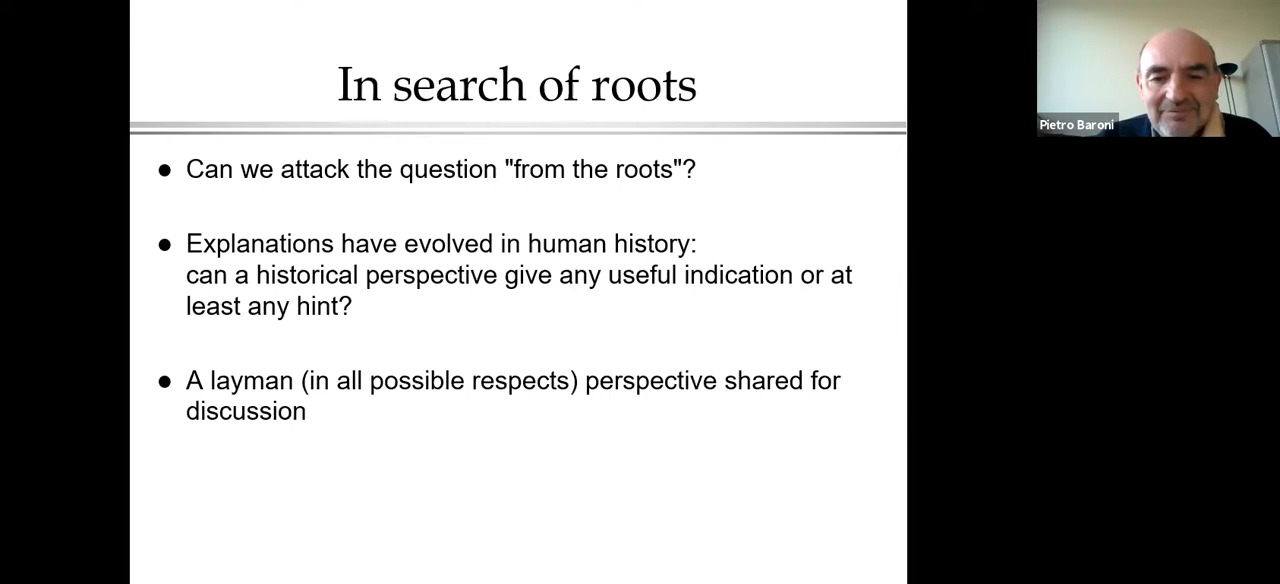 In search of roots
● Can we attack the question "from the roots"?
● Explanations have evolved in human history:
can a historical perspective give any useful indication or at
least any hint?
● A layman (in all possible respects) perspective shared for
discussion
Pietro Baroni